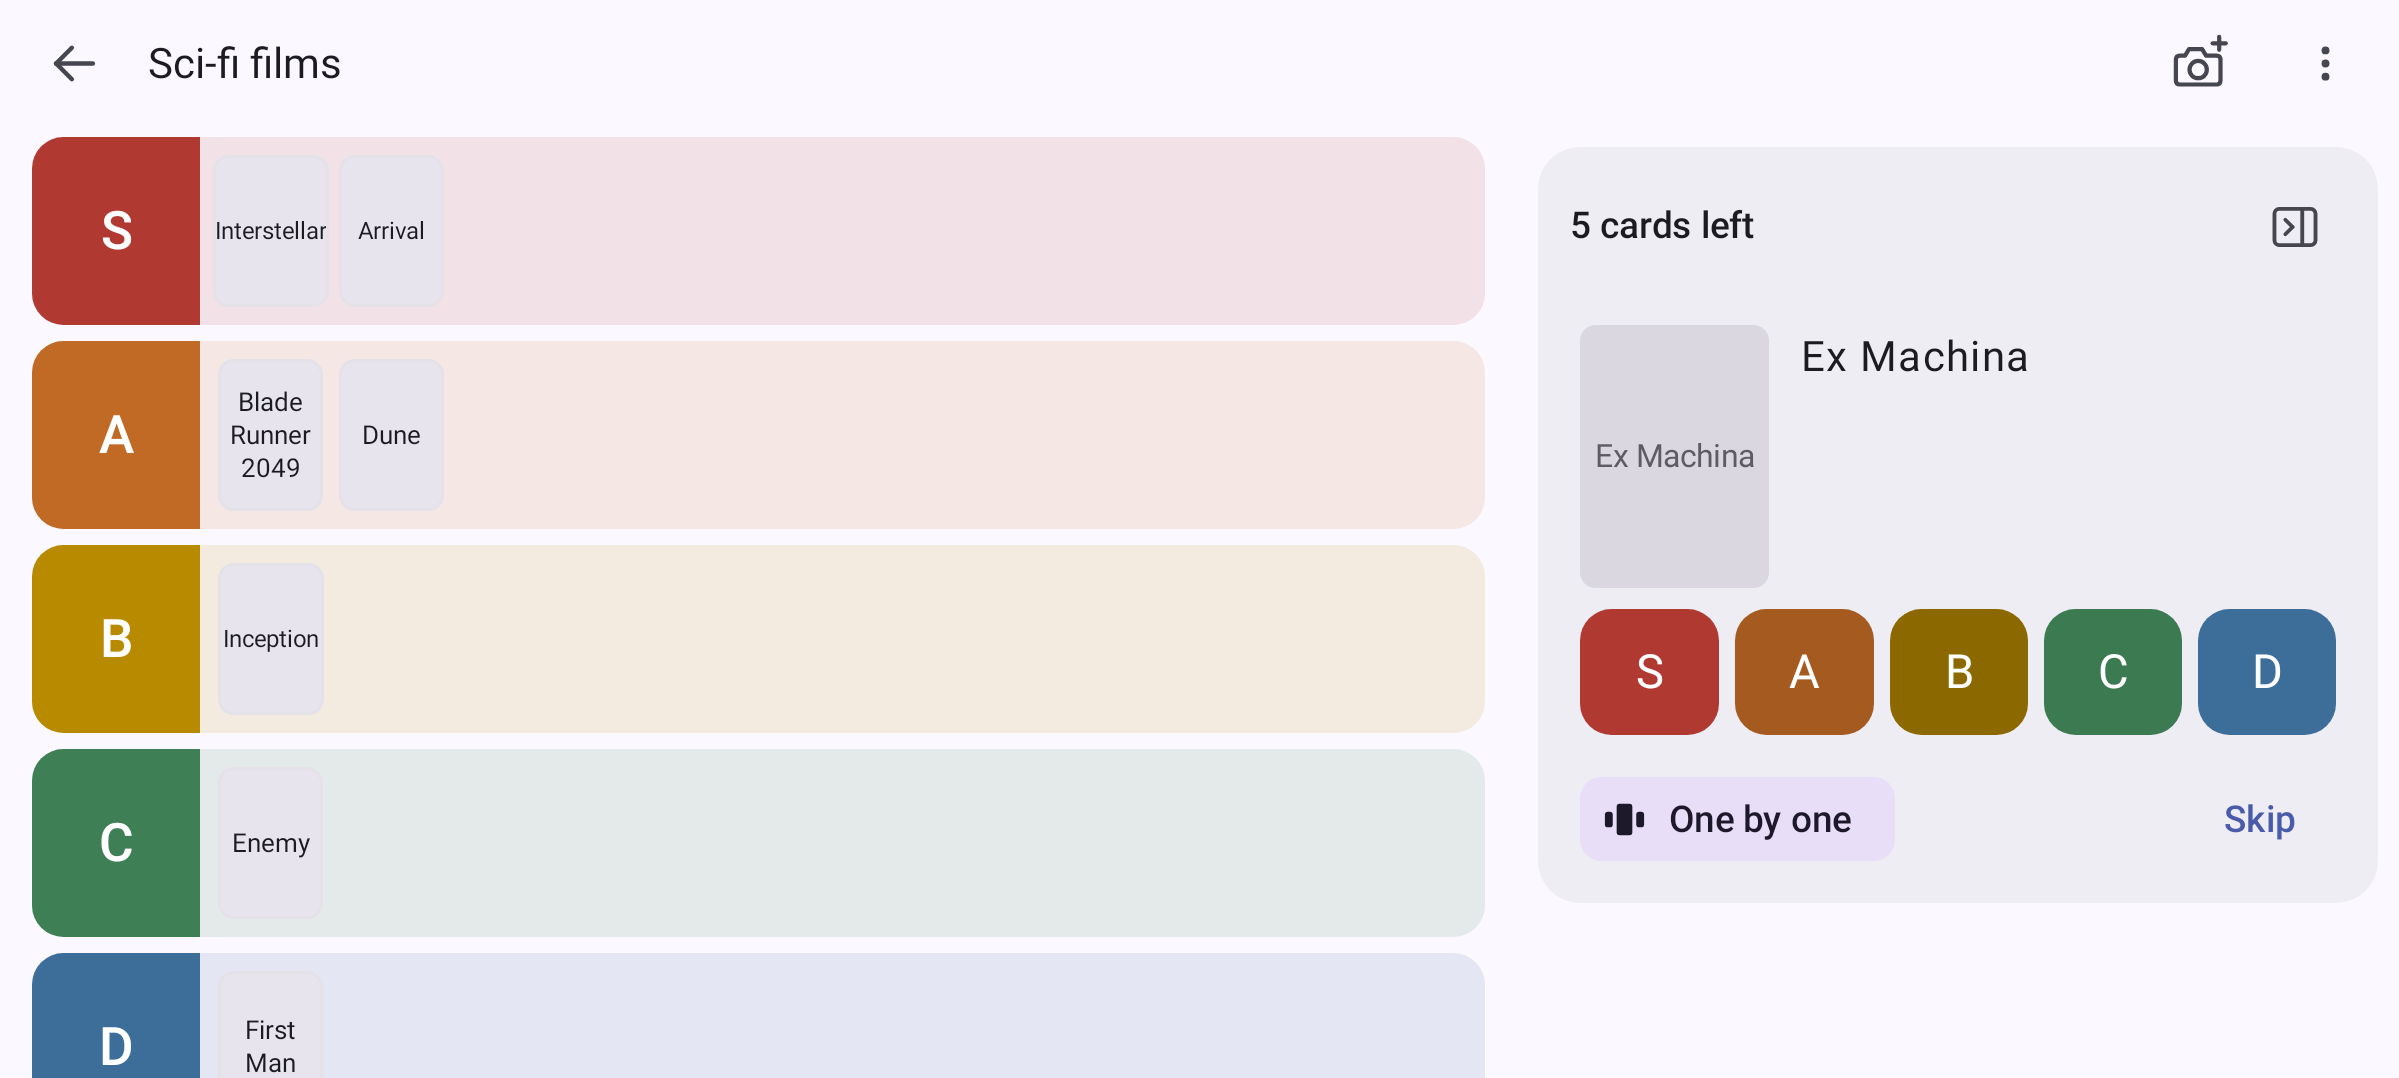 Sci-fi films
S
Interstellar
Arrival
A
Blade
Runner
2049
Dune
B
Inception
C
Enemy
D
First
Man
5 cards left
Ex Machina
Ex Machina
S
A
B
C
D
One by one
Skip